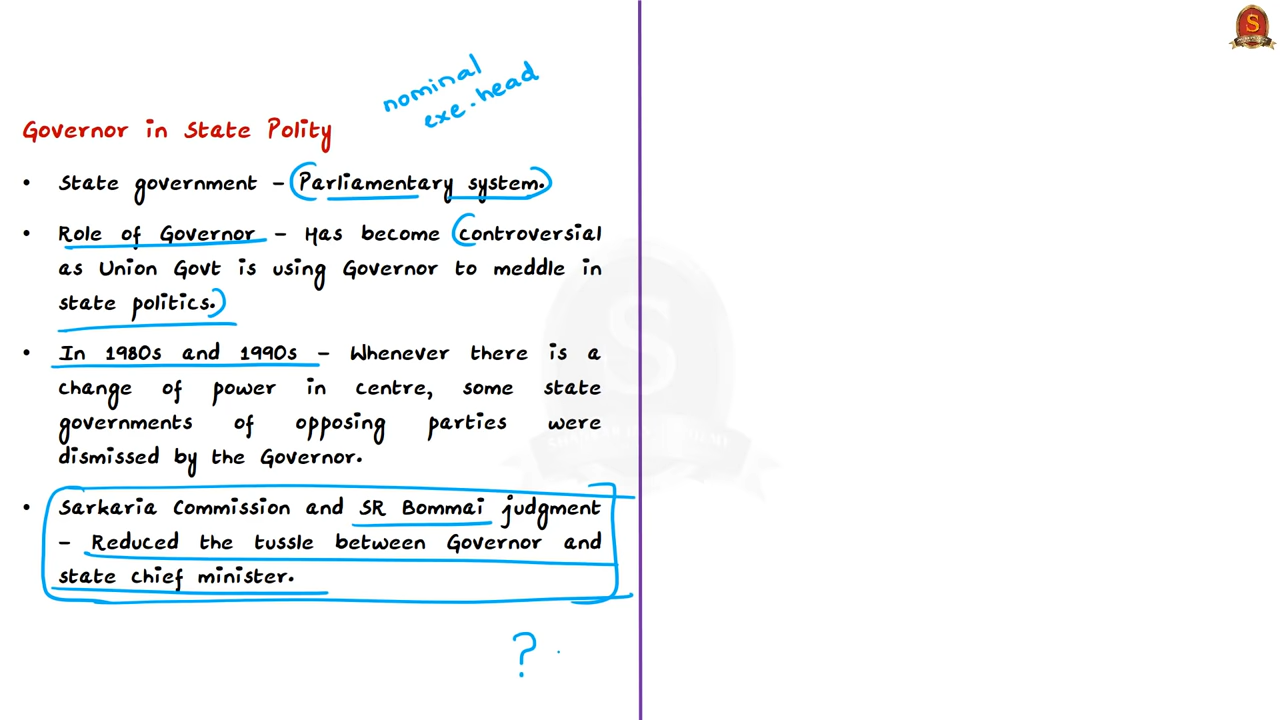 nominal
exe. head
Governor in State Polity
• State government – (Parliamentary system.)
• Role of Governor – Has become (controversial
as Union Govt is using Governor to meddle in
state politics.)
• In 1980s and 1990s – Whenever there is a
change of power in centre, some state
governments of opposing parties were
dismissed by the Governor.
• Sarkaria Commission and SR Bommai judgment
– Reduced the tussle between Governor and
state chief minister.
?
S